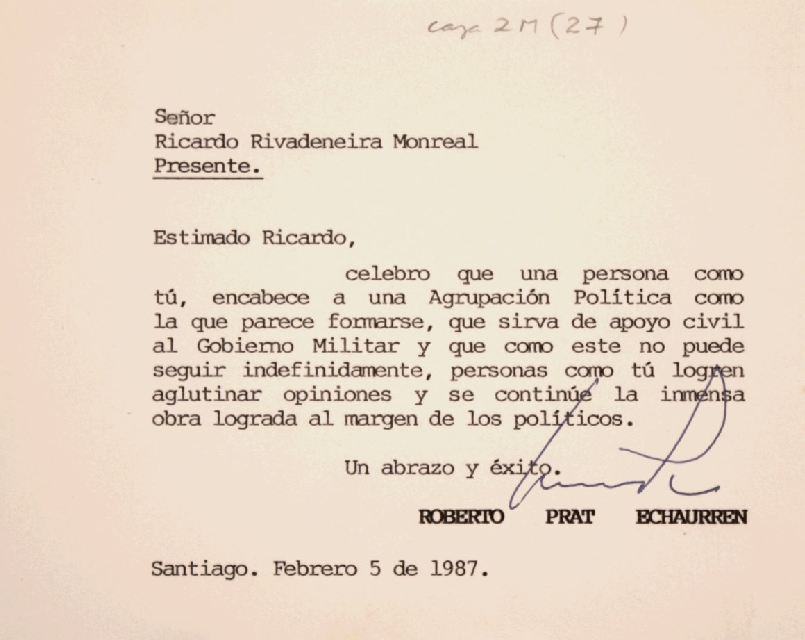 caja 2M (27)
Señor
Ricardo Rivadeneira Monreal
Presente.
Estimado Ricardo,
celebro que una persona como
tú, encabece a una Agrupación Política como
la que parece formarse, que sirva de apoyo civil
al Gobierno Militar y que como este no puede
seguir indefinidamente, personas como tú logren
aglutinar opiniones y se continúe la inmensa
obra lograda al margen de los políticos.
Un abrazo y éxito.
ROBERTO PRAT ECHAURREN
Santiago. Febrero 5 de 1987.